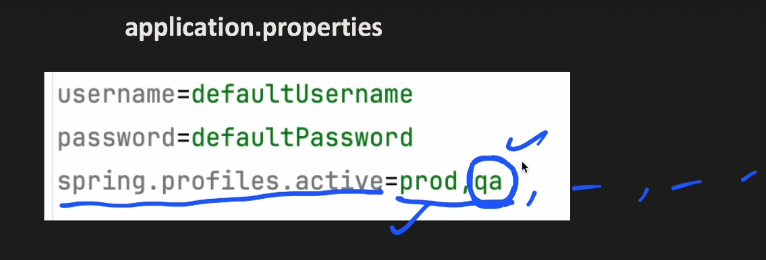 application.properties
username=defaultUsername
password=defaultPassword
spring.profiles.active=prod,qa